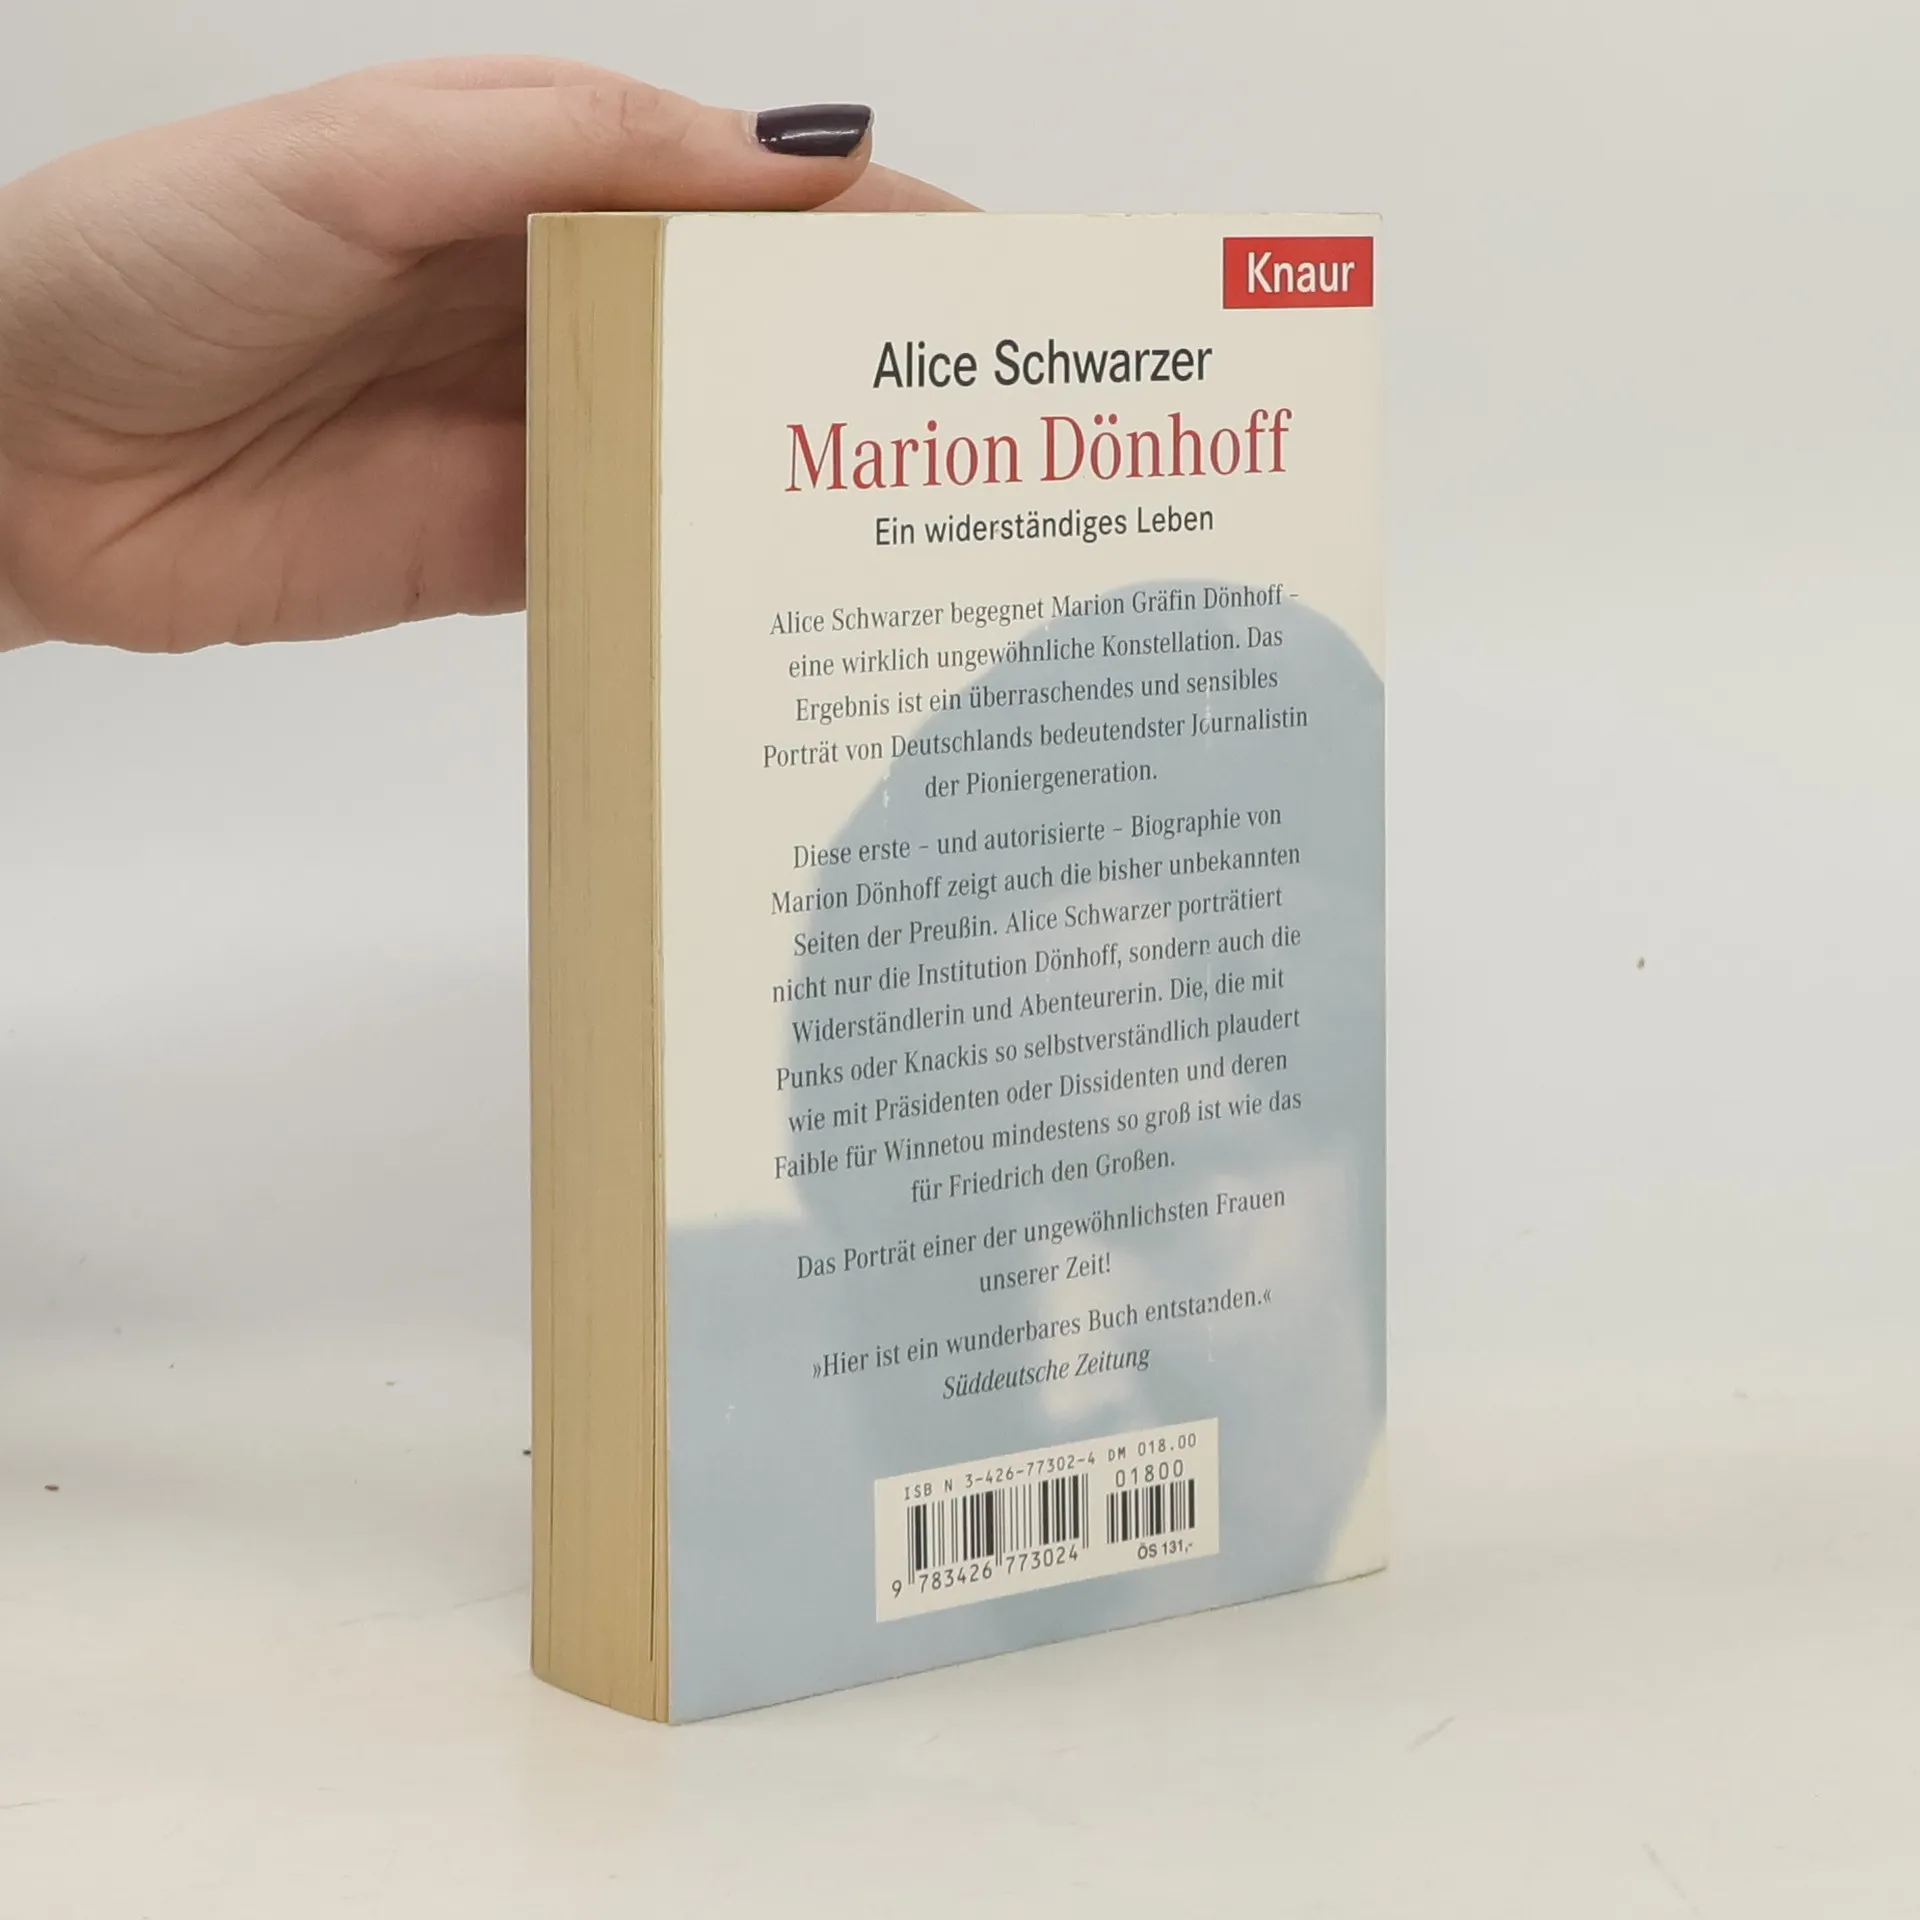 Knaur
Alice Schwarzer
Marion Dönhoff
Ein widerständiges Leben
Alice Schwarzer begegnet Marion Gräfin Dönhoff –
eine wirklich ungewöhnliche Konstellation. Das
Ergebnis ist ein überraschendes und sensibles
Porträt von Deutschlands bedeutendster Journalistin
der Pioniergeneration.
Diese erste – und autorisierte – Biographie von
Marion Dönhoff zeigt auch die bisher unbekannten
Seiten der Preußin. Alice Schwarzer porträtiert
nicht nur die Institution Dönhoff, sondern auch die
Widerständlerin und Abenteurerin. Die, die mit
Punks oder Knackis so selbstverständlich plaudert
wie mit Präsidenten oder Dissidenten und deren
Faible für Winnetou mindestens so groß ist wie das
für Friedrich den Großen.
Das Porträt einer der ungewöhnlichsten Frauen
unserer Zeit!
»Hier ist ein wunderbares Buch entstanden.«
Süddeutsche Zeitung
ISB N 3-426-77302-4 DM 018.00
01800
9 783426 773024
ÖS 131,-